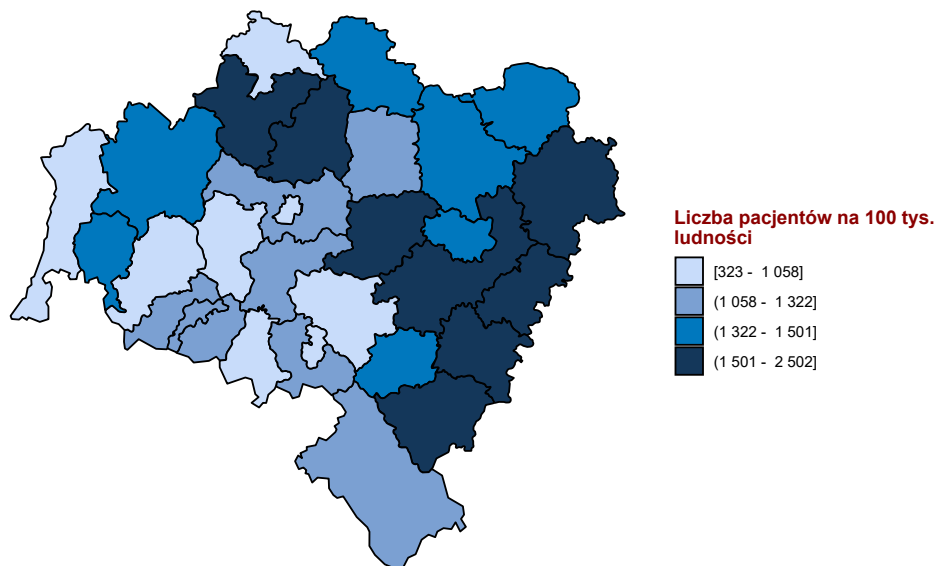 Liczba pacjentów na 100 tys.
ludności
[323 - 1 058]
(1 058 - 1 322]
(1 322 - 1 501]
(1 501 - 2 502]